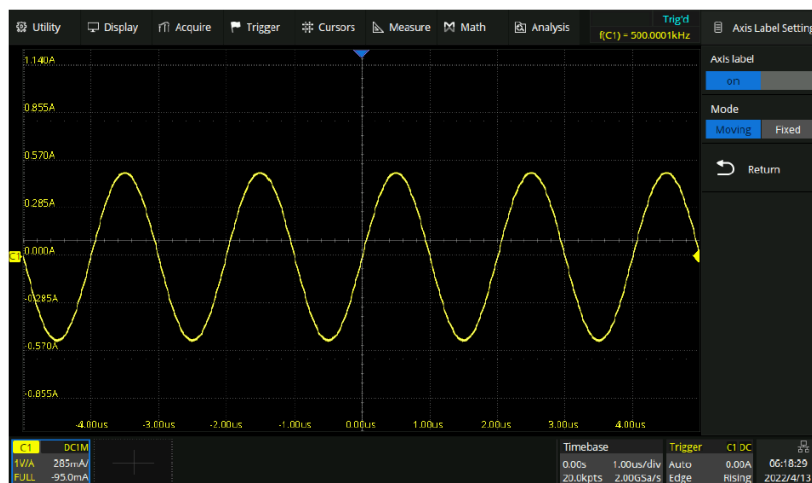 Utility Display Acquire Trigger Cursors Measure Math Analysis
Trig'd
f(C1) = 500.0001kHz
Axis Label Setting
Axis label
on
Mode
Moving Fixed
Return
1.140A
0.855A
0.570A
0.285A
C1 0.000A
-0.285A
-0.570A
-0.855A
-4.00us -3.00us -2.00us -1.00us 0.00us 1.00us 2.00us 3.00us 4.00us
C1 DC1M
1V/A 285mA/
FULL -95.0mA
Timebase
0.00s 1.00us/div
20.0kpts 2.00GSa/s
Trigger C1 DC
Auto 0.00A
Edge Rising
06:18:29
2022/4/13